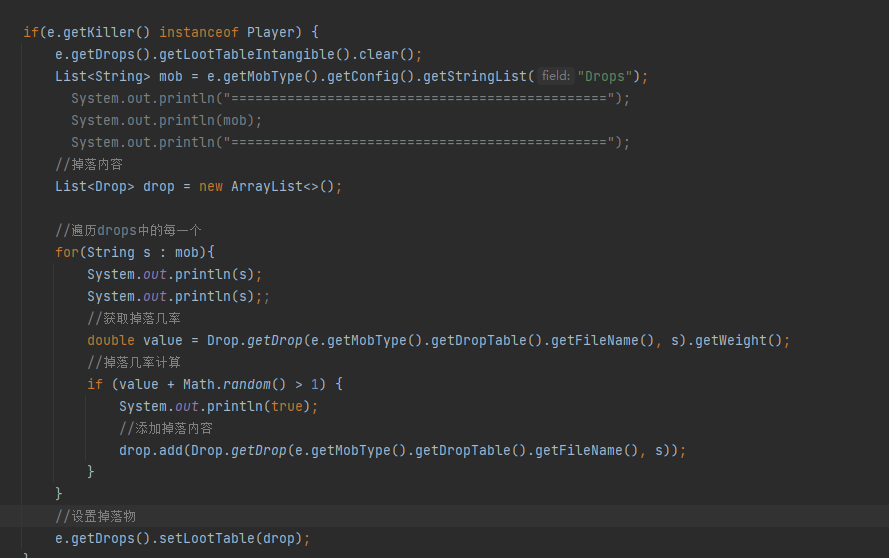 if(e.getKiller() instanceof Player) {
e.getDrops().getLootTableIntangible().clear();
List<String> mob = e.getMobType().getConfig().getStringList( field: "Drops");
System.out.println("===============================================");
System.out.println(mob);
System.out.println("===============================================");
//掉落内容
List<Drop> drop = new ArrayList<>();
//遍历drops中的每一个
for(String s : mob){
System.out.println(s);
System.out.println(s);;
//获取掉落几率
double value = Drop.getDrop(e.getMobType().getDropTable().getFileName(), s).getWeight();
//掉落几率计算
if (value + Math.random() > 1) {
System.out.println(true);
//添加掉落内容
drop.add(Drop.getDrop(e.getMobType().getDropTable().getFileName(), s));
}
}
//设置掉落物
e.getDrops().setLootTable(drop);